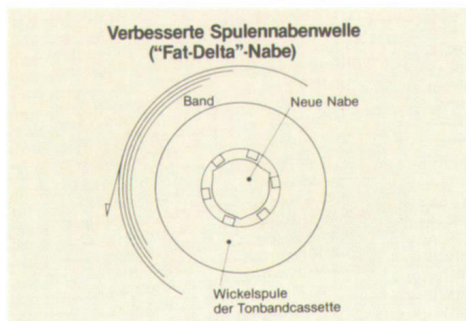 Verbesserte Spulennabenwelle
("Fat-Delta"-Nabe)
Band
Neue Nabe
Wickelspule
der Tonbandcassette